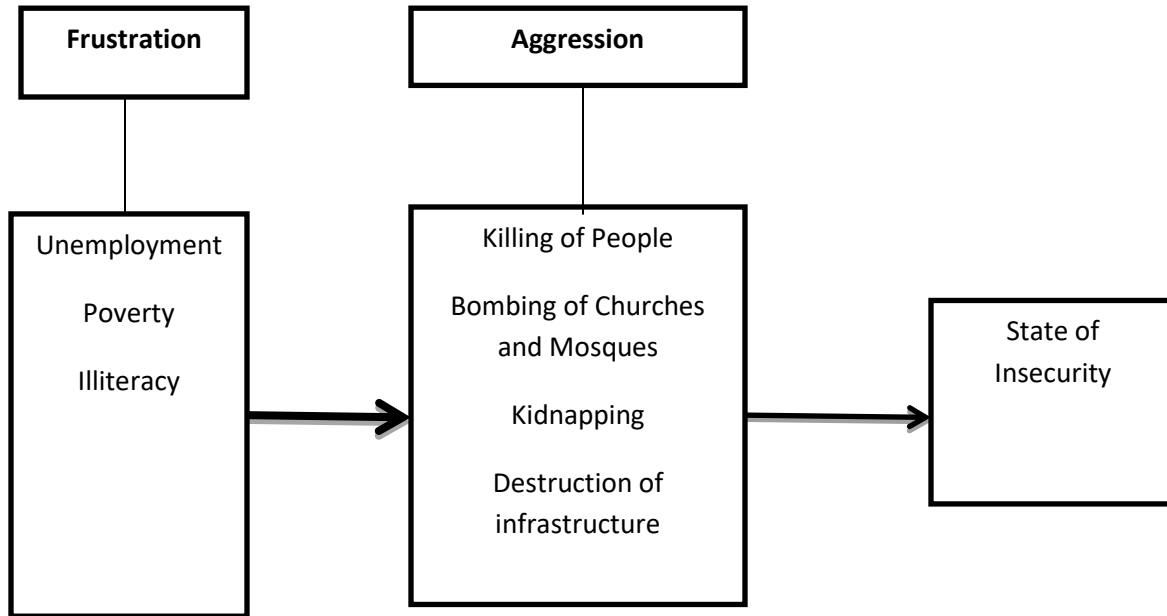 Frustration
Aggression
Unemployment
Poverty
Illiteracy
Killing of People
Bombing of Churches
and Mosques
Kidnapping
Destruction of
infrastructure
State of
Insecurity